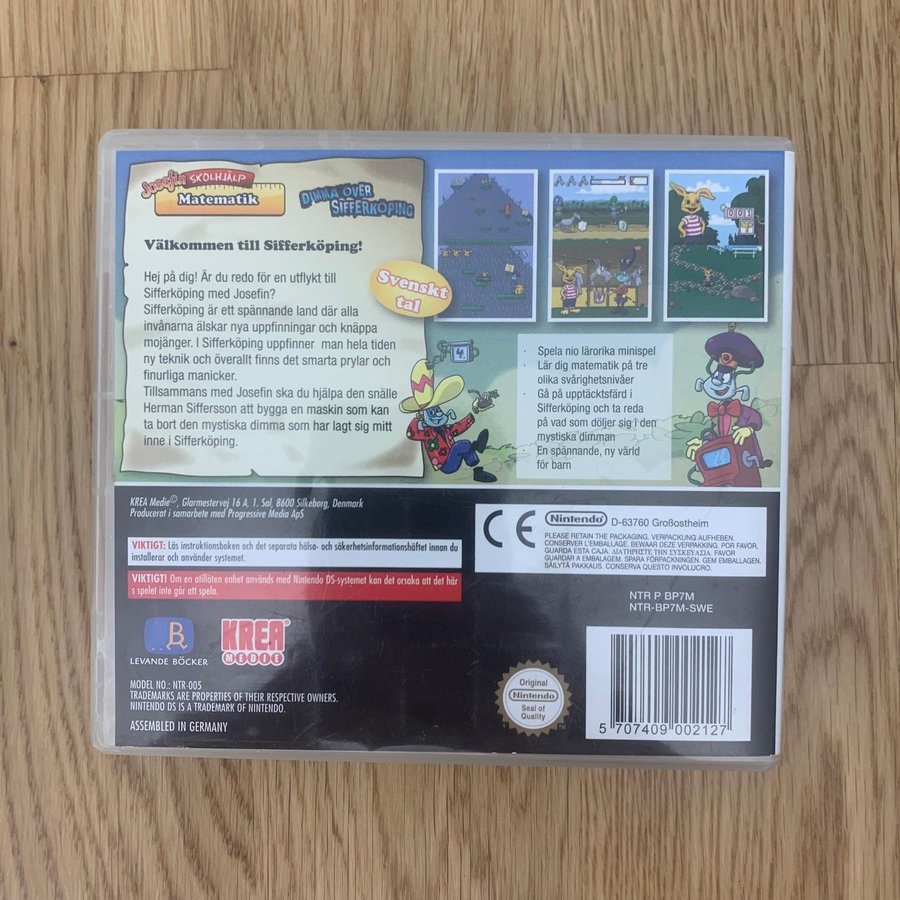 Josefin SKOLHJÄLP
Matematik
DIMMA ÖVER
SIFFERKÖPING
Välkommen till Sifferköping!
Hej på dig! Är du redo för en utflykt till
Sifferköping med Josefin?
Sifferköping är ett spännande land där alla
invånarna älskar nya uppfinningar och knäppa
mojänger. I Sifferköping uppfinner man hela tiden
ny teknik och överallt finns det smarta prylar och
finurliga manicker.
Tillsammans med Josefin ska du hjälpa den snälle
Herman Siffersson att bygga en maskin som kan
ta bort den mystiska dimma som har lagt sig mitt
inne i Sifferköping.
Svenskt
tal
4
· Spela nio lärorika minispel
· Lär dig matematik på tre
olika svårighetsnivåer
· Gå på upptäcktsfärd i
Sifferköping och ta reda
på vad som döljer sig i den
mystiska dimman
· En spännande, ny värld
för barn
KREA Medie©, Glarmestervej 16 A, 1. Sal, 8600 Silkeborg, Denmark
Producerat i samarbete med Progressive Media ApS
VIKTIGT: Läs instruktionsboken och det separata hälso- och säkerhetsinformationshäftet innan du
installerar och använder systemet.
VIKTIGT! Om en otillåten enhet används med Nintendo DS-systemet kan det orsaka att det här
s spelet inte går att spela.
CE
Nintendo D-63760 Großostheim
PLEASE RETAIN THE PACKAGING. VERPACKUNG AUFHEBEN.
CONSERVER L'EMBALLAGE. BEWAAR DEZE VERPAKKING. POR FAVOR,
GUARDA ESTA CAJA. ΔΙΑΤΗΡΗΣΤΕ ΤΗΝ ΣΥΣΚΕΥΑΣΙΑ. FAVOR
GUARDAR A EMBALAGEM. SPARA FÖRPACKNINGEN. GEM EMBALLAGEN.
SÄILYTÄ PAKKAUS. CONSERVA QUESTO INVOLUCRO.
NTR P BP7M
NTR-BP7M-SWE
LEVANDE BÖCKER
KREA
MEDIE
MODEL NO.: NTR-005
TRADEMARKS ARE PROPERTIES OF THEIR RESPECTIVE OWNERS.
NINTENDO DS IS A TRADEMARK OF NINTENDO.
ASSEMBLED IN GERMANY
Original
Nintendo
Seal of
Quality
5 707409 002127